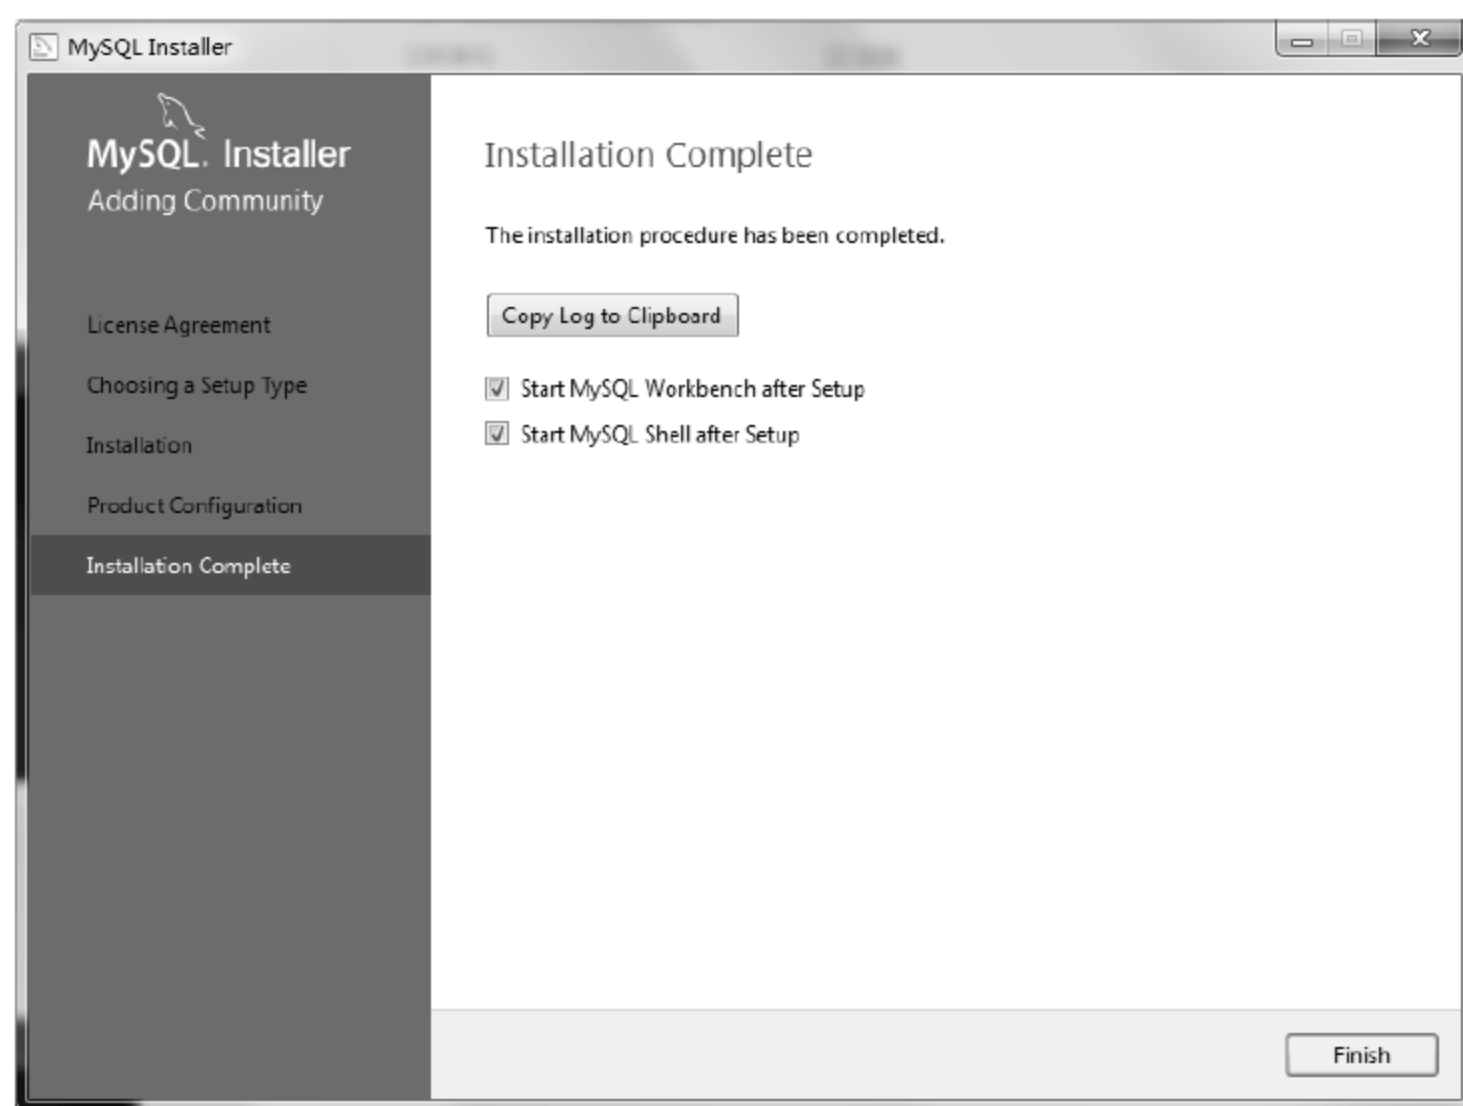 MySQL Installer
MySQL. Installer
Adding Community
License Agreement
Choosing a Setup Type
Installation
Product Configuration
Installation Complete
Installation Complete
The installation procedure has been completed.
Copy Log to Clipboard
Start MySQL Workbench after Setup
Start MySQL Shell after Setup
Finish